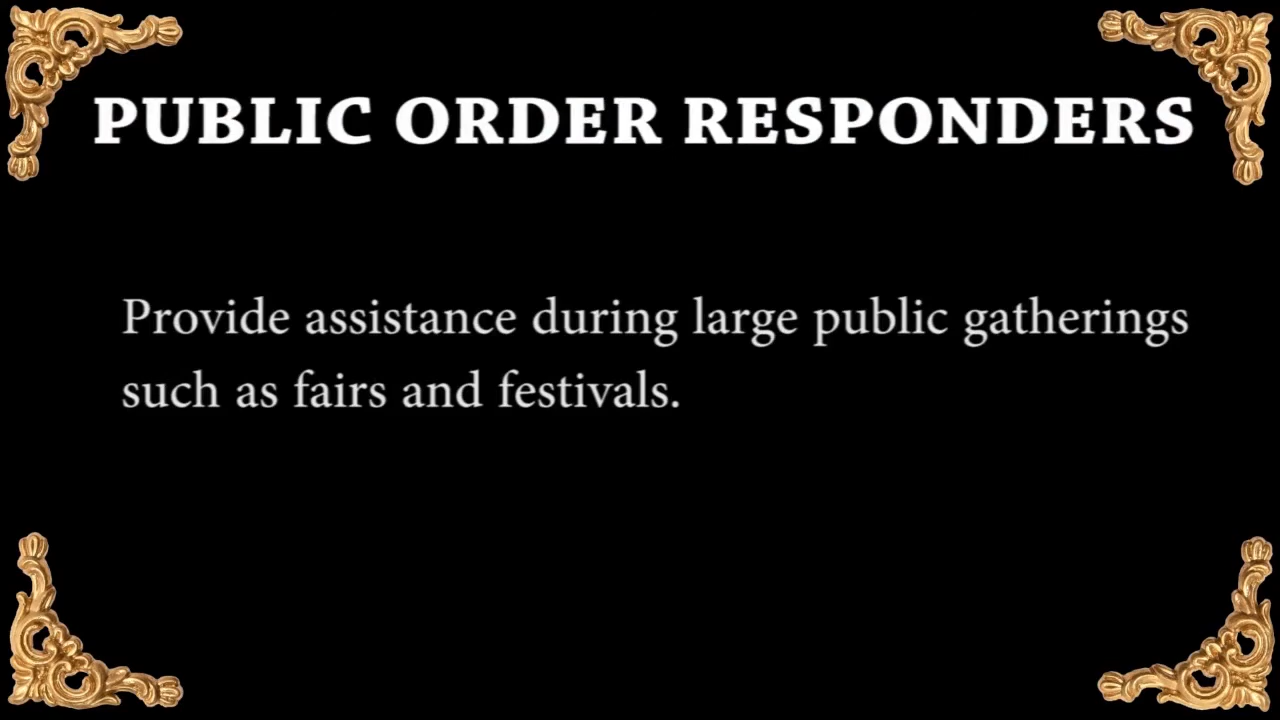 PUBLIC ORDER RESPONDERS
Provide assistance during large public gatherings
such as fairs and festivals.